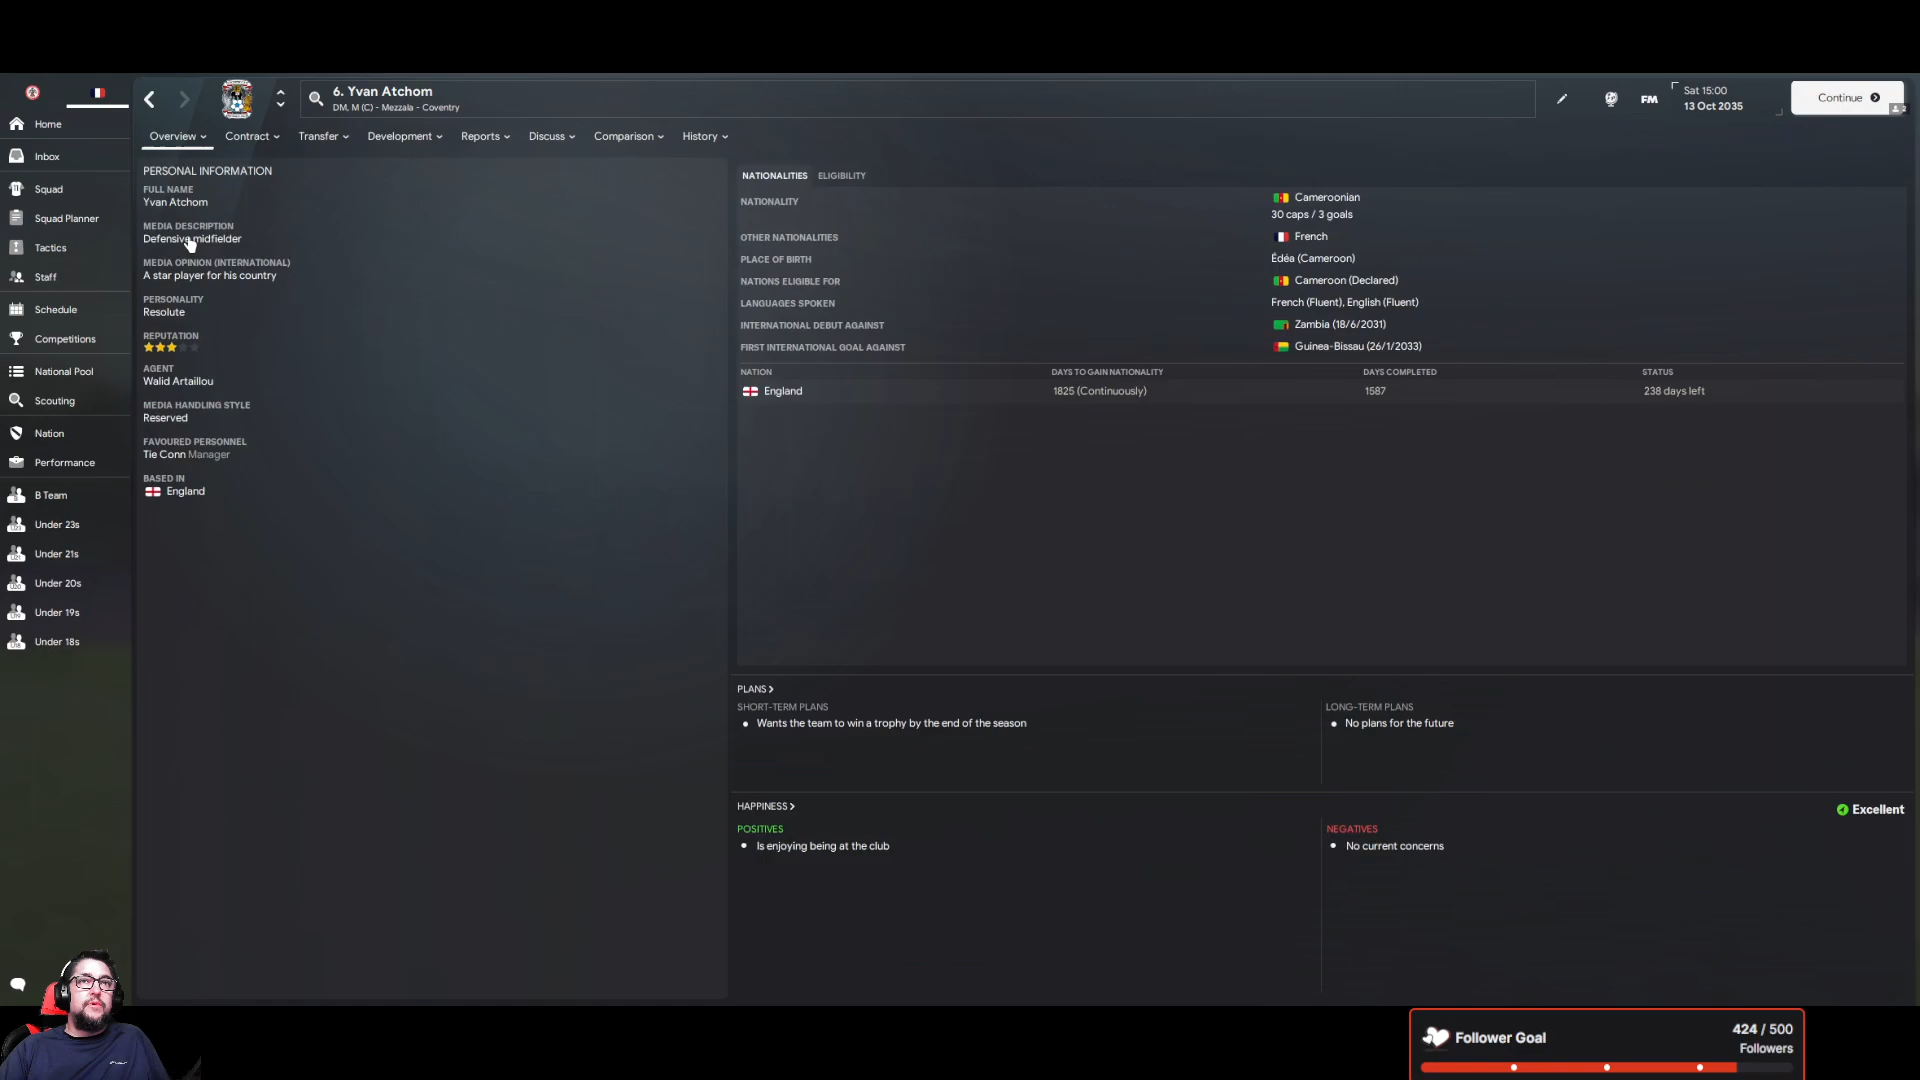 6. Yvan Atchom
DM, M (C) - Mezzala - Coventry
FM
Sat 15:00
13 Oct 2035
Continue
2
Home
Inbox
Squad
Squad Planner
Tactics
Staff
Schedule
Competitions
National Pool
Scouting
Nation
Performance
B Team
Under 23s
Under 21s
Under 20s
Under 19s
Under 18s
Overview
Contract
Transfer
Development
Reports
Discuss
Comparison
History
PERSONAL INFORMATION
FULL NAME
Yvan Atchom
MEDIA DESCRIPTION
Defensive midfielder
MEDIA OPINION (INTERNATIONAL)
A star player for his country
PERSONALITY
Resolute
REPUTATION
AGENT
Walid Artaillou
MEDIA HANDLING STYLE
Reserved
FAVOURED PERSONNEL
Tie Conn Manager
BASED IN
England
NATIONALITIES ELIGIBILITY
NATIONALITY Cameroonian
30 caps / 3 goals
OTHER NATIONALITIES French
PLACE OF BIRTH Édéa (Cameroon)
NATIONS ELIGIBLE FOR Cameroon (Declared)
LANGUAGES SPOKEN French (Fluent), English (Fluent)
INTERNATIONAL DEBUT AGAINST Zambia (18/6/2031)
FIRST INTERNATIONAL GOAL AGAINST Guinea-Bissau (26/1/2033)
NATION DAYS TO GAIN NATIONALITY DAYS COMPLETED STATUS
England 1825 (Continuously) 1587 238 days left
PLANS
SHORT-TERM PLANS
Wants the team to win a trophy by the end of the season
LONG-TERM PLANS
No plans for the future
HAPPINESS
Excellent
POSITIVES
Is enjoying being at the club
NEGATIVES
No current concerns
Follower Goal
424 / 500
Followers